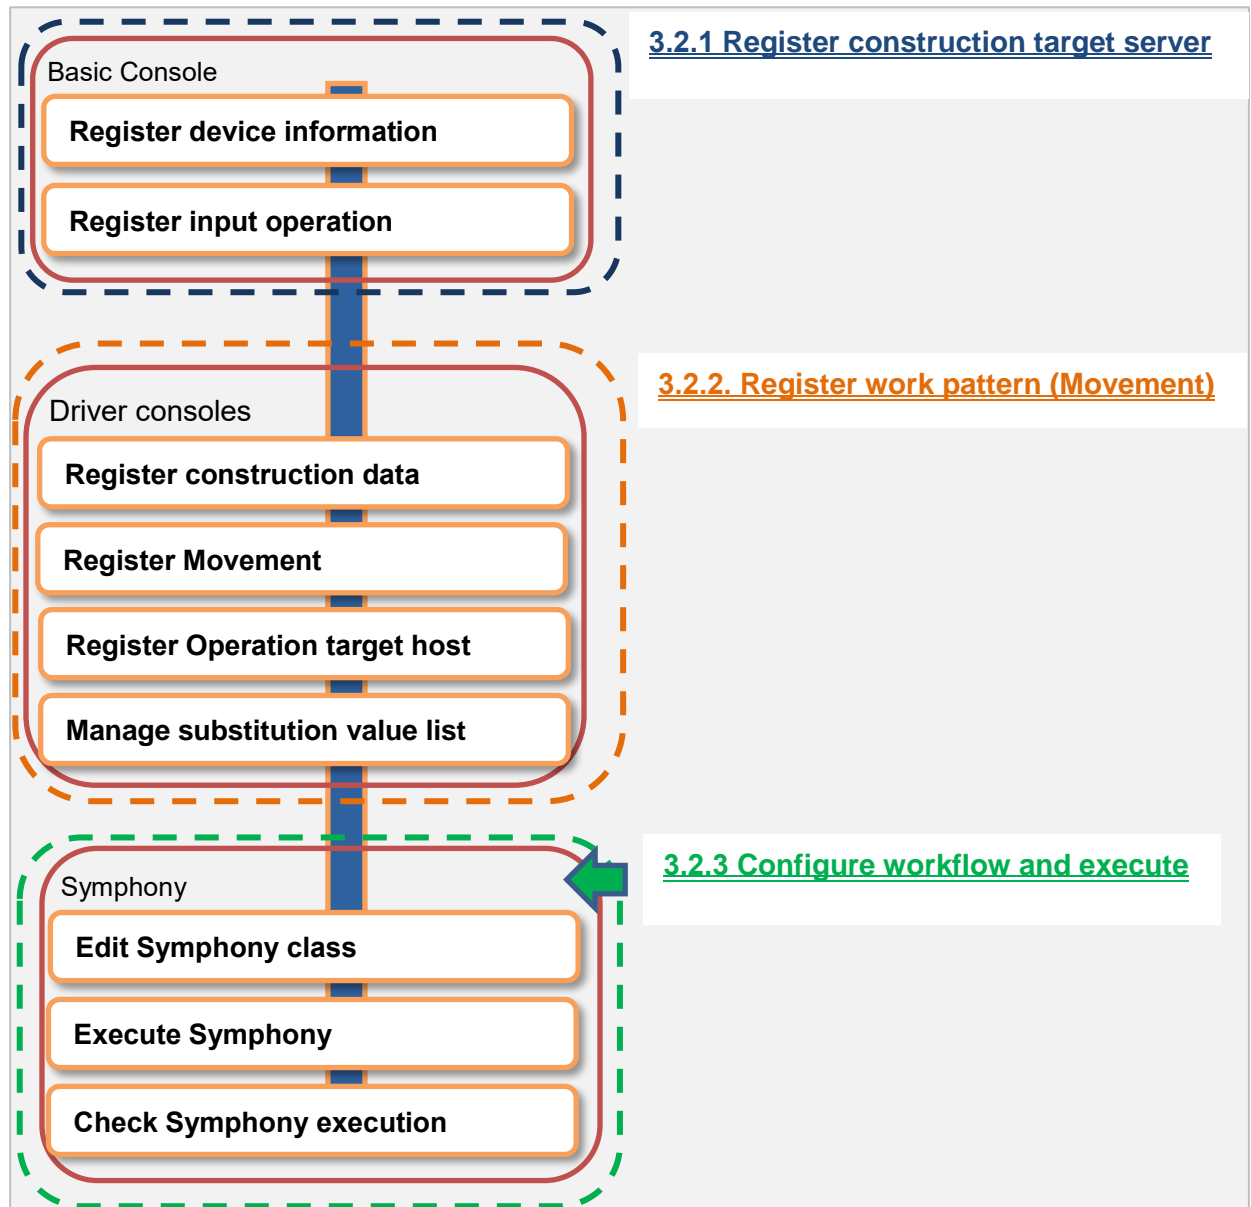 3.2.1 Register construction target server
Basic Console
Register device information
Register input operation
3.2.2. Register work pattern (Movement)
Driver consoles
Register construction data
Register Movement
Register Operation target host
Manage substitution value list
3.2.3 Configure workflow and execute
Symphony
Edit Symphony class
Execute Symphony
Check Symphony execution